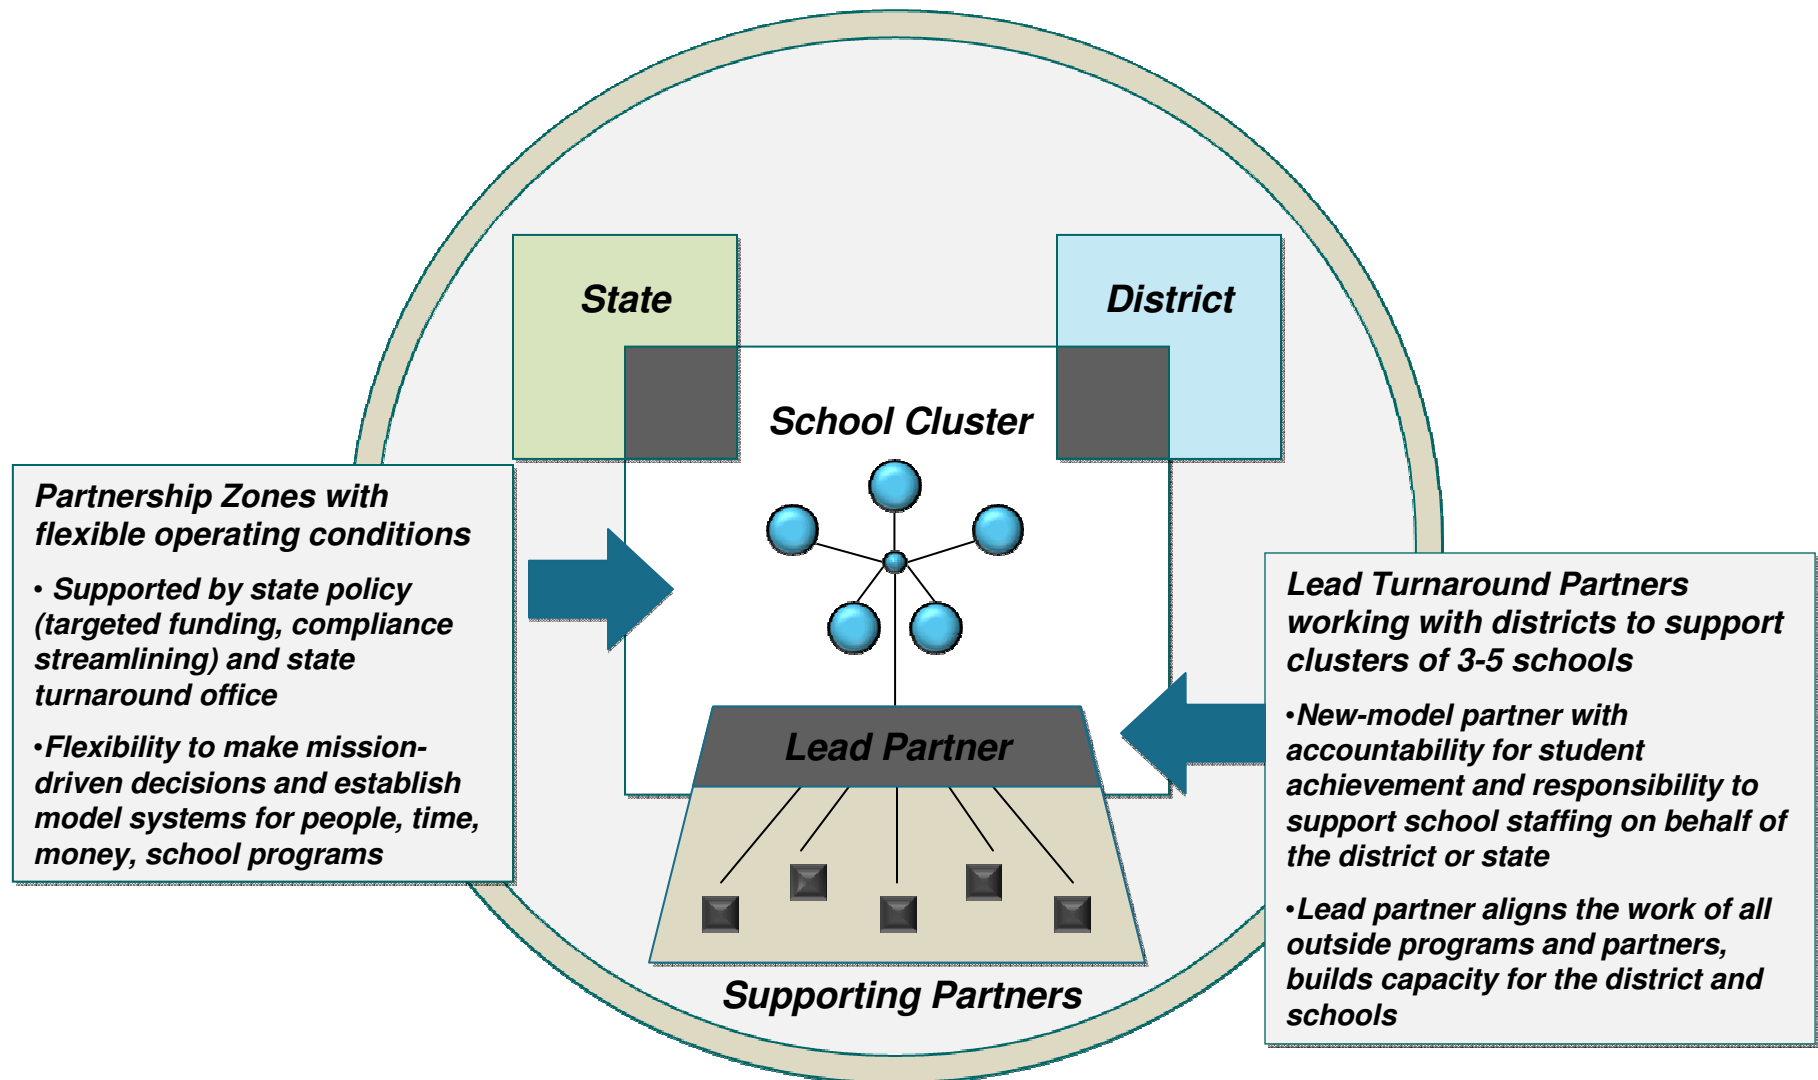 State
District
School Cluster
Partnership Zones with
flexible operating conditions
• Supported by state policy
(targeted funding, compliance
streamlining) and state
turnaround office
•Flexibility to make mission-
driven decisions and establish
model systems for people, time,
money, school programs
Lead Turnaround Partners
working with districts to support
clusters of 3-5 schools
•New-model partner with
accountability for student
achievement and responsibility to
support school staffing on behalf of
the district or state
•Lead partner aligns the work of all
outside programs and partners,
builds capacity for the district and
schools
Lead Partner
Supporting Partners